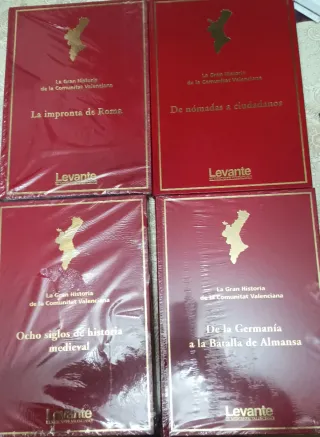 La Gran Historia
de la Comunitat Valenciana
La impronta de Roma
Levante
La Gran Historia
de la Comunitat Valenciana
De nómadas a ciudadanos
Levante
La Gran Historia
de la Comunitat Valenciana
Ocho siglos de historia
medieval
Levante
La Gran Historia
de la Comunitat Valenciana
De la Germanía
a la Batalla de Almansa
Levante